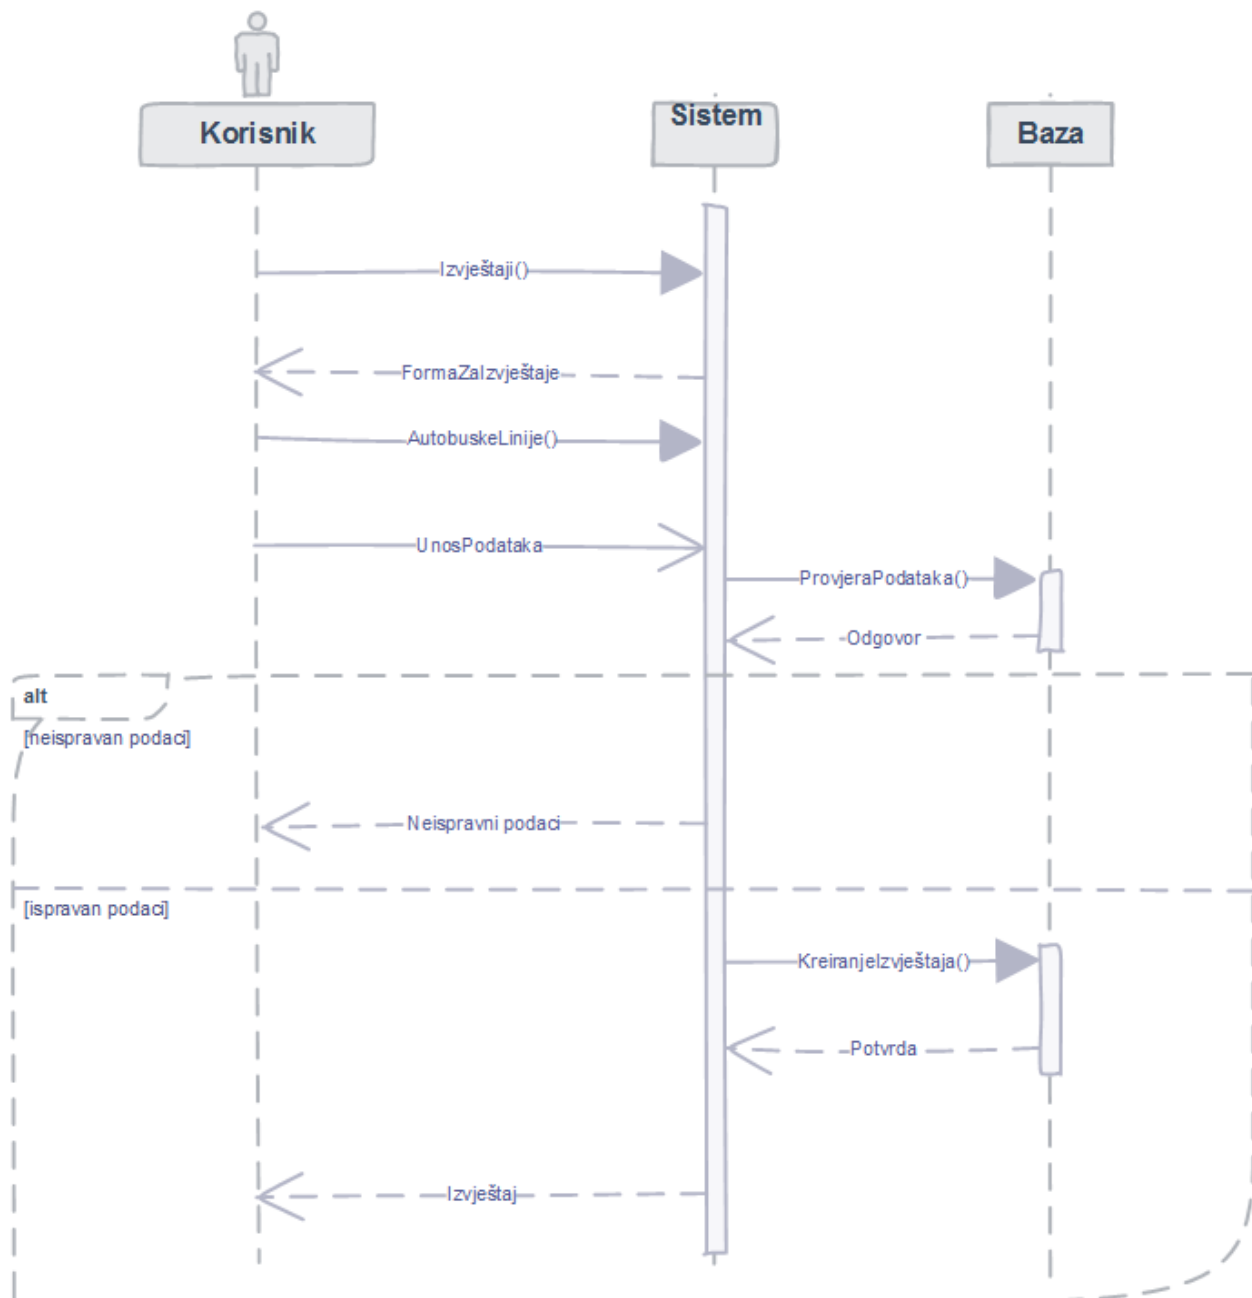 Korisnik
Sistem
Baza
Izvještaji()
FormaZaIzvještaje
AutobuskeLinije()
UnosPodataka
ProvjeraPodataka()
Odgovor
alt
[neispravan podaci]
Neispravni podaci
[ispravan podaci]
KreiranjeIzvještaja()
Potvrda
Izvještaj